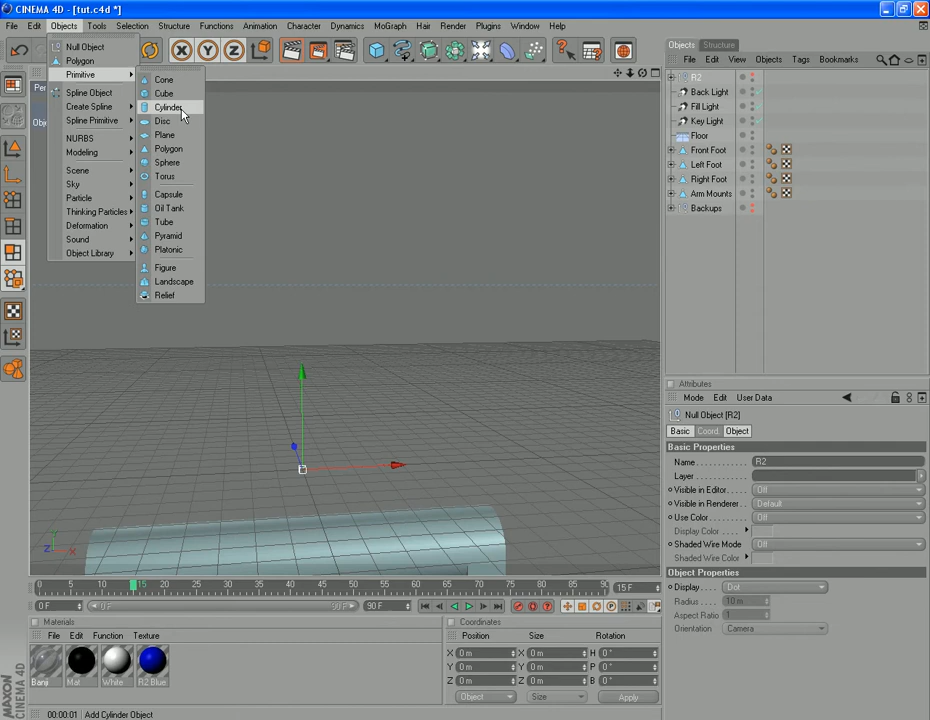 CINEMA 4D - [tut.c4d *]
File Edit Objects Tools Selection Structure Functions Animation Character Dynamics MoGraph Hair Render Plugins Window Help
Null Object
Polygon
Primitive
Spline Object
Create Spline
Spline Primitive
NURBS
Modeling
Scene
Sky
Particle
Thinking Particles
Deformation
Sound
Object Library
Cone
Cube
Cylinder
Disc
Plane
Polygon
Sphere
Torus
Capsule
Oil Tank
Tube
Pyramid
Platonic
Figure
Landscape
Relief
X Y Z
Objects Structure
File Edit View Objects Tags Bookmarks
R2
Back Light
Fill Light
Key Light
Floor
Front Foot
Left Foot
Right Foot
Arm Mounts
Backups
Attributes
Mode Edit User Data
Null Object [R2]
Basic Coord. Object
Basic Properties
Name R2
Layer
Visible in Editor Off
Visible in Renderer Default
Use Color Off
Display Color
Shaded Wire Mode Off
Shaded Wire Color
Object Properties
Display Dot
Radius 10 m
Aspect Ratio 1
Orientation Camera
Y
Z X
0 5 10 15 20 25 30 35 40 45 50 55 60 65 70 75 80 85 90 15 F
0 F 0 F 90 F 90 F
Materials
File Edit Function Texture
Banji Mat White R2 Blue
Coordinates
Position Size Rotation
X 0 m X 0 m H 0 °
Y 0 m Y 0 m P 0 °
Z 0 m Z 0 m B 0 °
Object Size Apply
MAXON CINEMA 4D
00:00:01 Add Cylinder Object